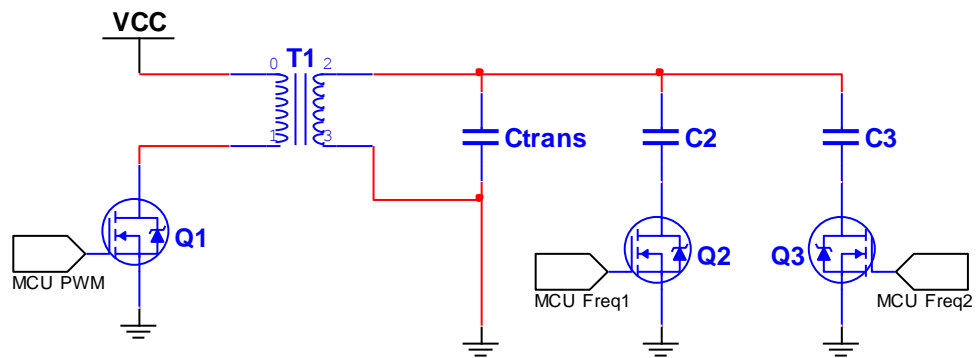 VCC
T1
0
2
1
3
Ctrans
C2
C3
Q1
Q2
Q3
MCU PWM
MCU Freq1
MCU Freq2